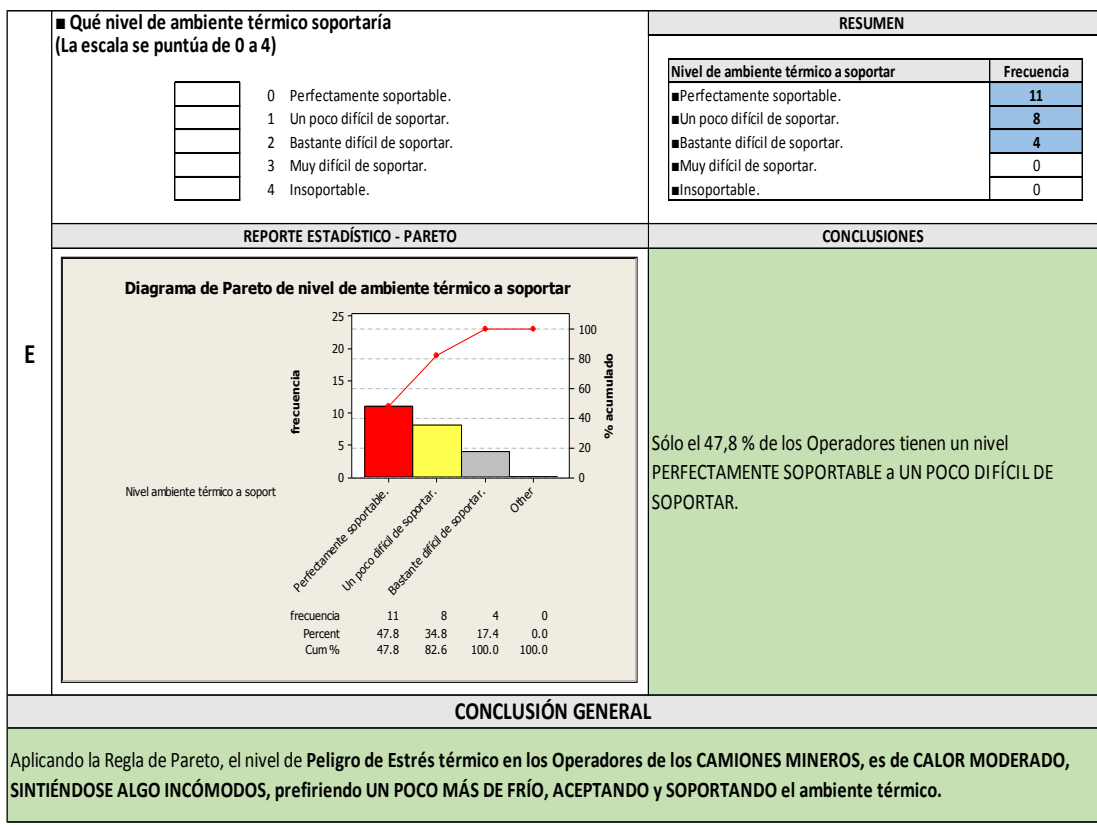 E
■ Qué nivel de ambiente térmico soportaría
(La escala se puntúa de 0 a 4)
0 Perfectamente soportable.
1 Un poco difícil de soportar.
2 Bastante difícil de soportar.
3 Muy difícil de soportar.
4 Insoportable.
RESUMEN
Nivel de ambiente térmico a soportar Frecuencia
■Perfectamente soportable. 11
■Un poco difícil de soportar. 8
■Bastante difícil de soportar. 4
■Muy difícil de soportar. 0
■Insoportable. 0
REPORTE ESTADÍSTICO - PARETO
Diagrama de Pareto de nivel de ambiente térmico a soportar
frecuencia
25
20
15
10
5
0
100
80
60
40
20
0
% acumulado
Nivel ambiente térmico a soport
Perfectamente soportable.
Un poco difícil de soportar.
Bastante difícil de soportar.
Other
frecuencia 11 8 4 0
Percent 47.8 34.8 17.4 0.0
Cum % 47.8 82.6 100.0 100.0
CONCLUSIONES
Sólo el 47,8 % de los Operadores tienen un nivel
PERFECTAMENTE SOPORTABLE a UN POCO DIFÍCIL DE
SOPORTAR.
CONCLUSIÓN GENERAL
Aplicando la Regla de Pareto, el nivel de Peligro de Estrés térmico en los Operadores de los CAMIONES MINEROS, es de CALOR MODERADO,
SINTIÉNDOSE ALGO INCÓMODOS, prefiriendo UN POCO MÁS DE FRÍO, ACEPTANDO y SOPORTANDO el ambiente térmico.